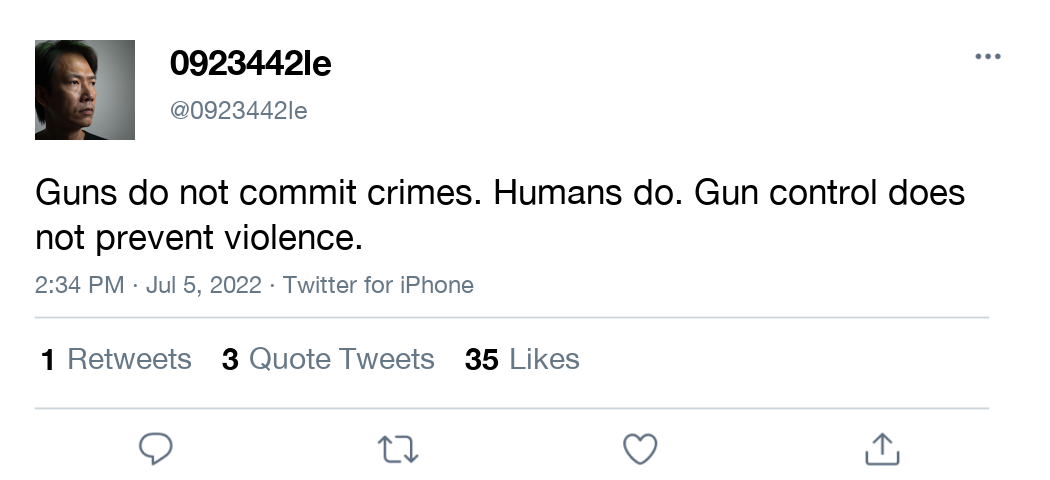 0923442le
@0923442le
Guns do not commit crimes. Humans do. Gun control does
not prevent violence.
2:34 PM · Jul 5, 2022 · Twitter for iPhone
1 Retweets 3 Quote Tweets 35 Likes